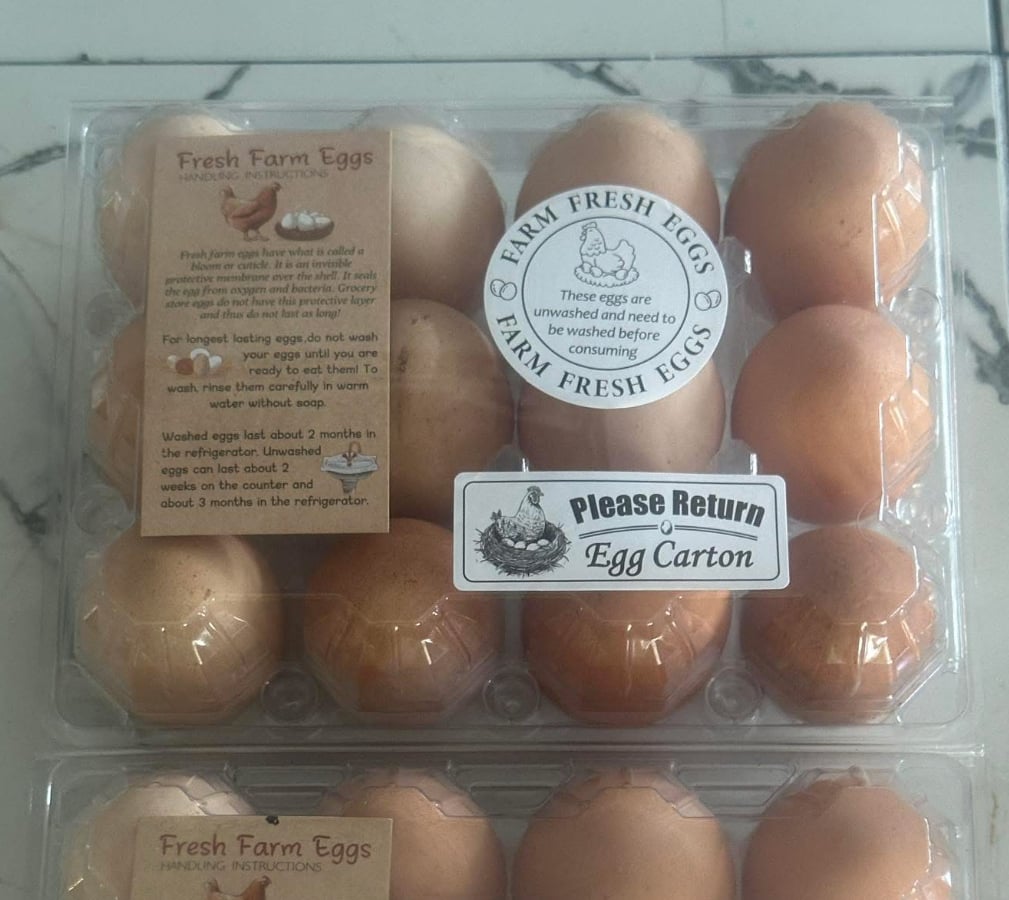 Fresh Farm Eggs
HANDLING INSTRUCTIONS
Fresh farm eggs have what is called a
bloom or cuticle. It is an invisible
protective membrane over the shell. It seals
the egg from oxygen and bacteria. Grocery
store eggs do not have this protective layer
and thus do not last as long!
For longest lasting eggs,do not wash
your eggs until you are
ready to eat them! To
wash, rinse them carefully in warm
water without soap.
Washed eggs last about 2 months in
the refrigerator. Unwashed
eggs can last about 2
weeks on the counter and
about 3 months in the refrigerator.
FARM FRESH EGGS
These eggs are
unwashed and need to
be washed before
consuming
FARM FRESH EGGS
Please Return
Egg Carton
Fresh Farm Eggs
HANDLING INSTRUCTIONS